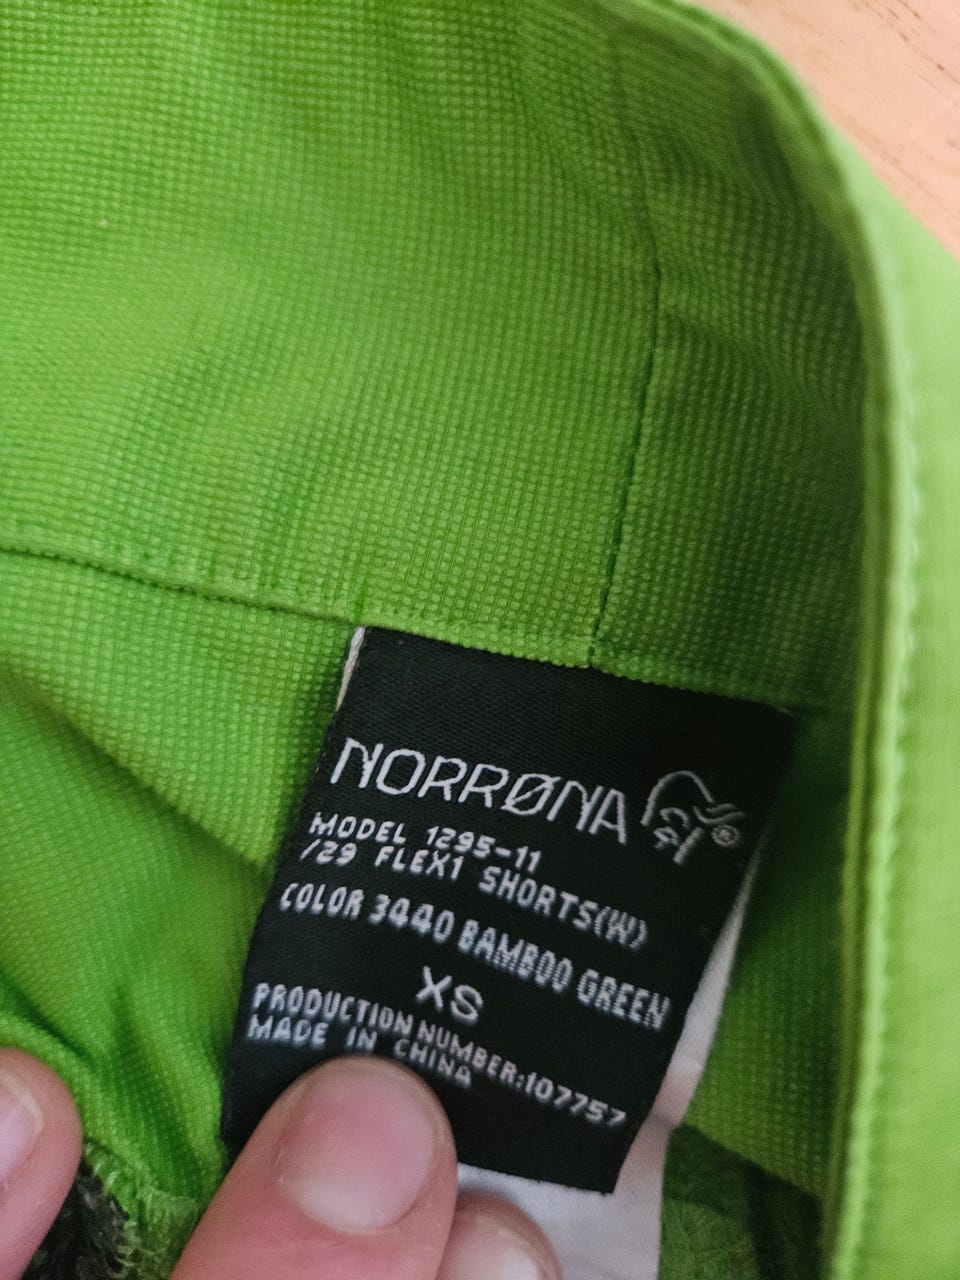 NORRØNA ®
MODEL 1295-11
/29 FLEX1 SHORTS(W)
COLOR 3440 BAMBOO GREEN
XS
PRODUCTION NUMBER:107757
MADE IN CHINA